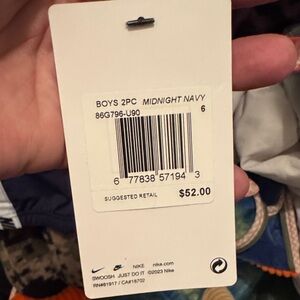 BOYS 2PC MIDNIGHT NAVY
86G796-U90 6
6 77838 57194 3
SUGGESTED RETAIL $52.00
NIKE nike.com
SWOOSH JUST DO IT ©2023 Nike
RN#81917 / CA#18702